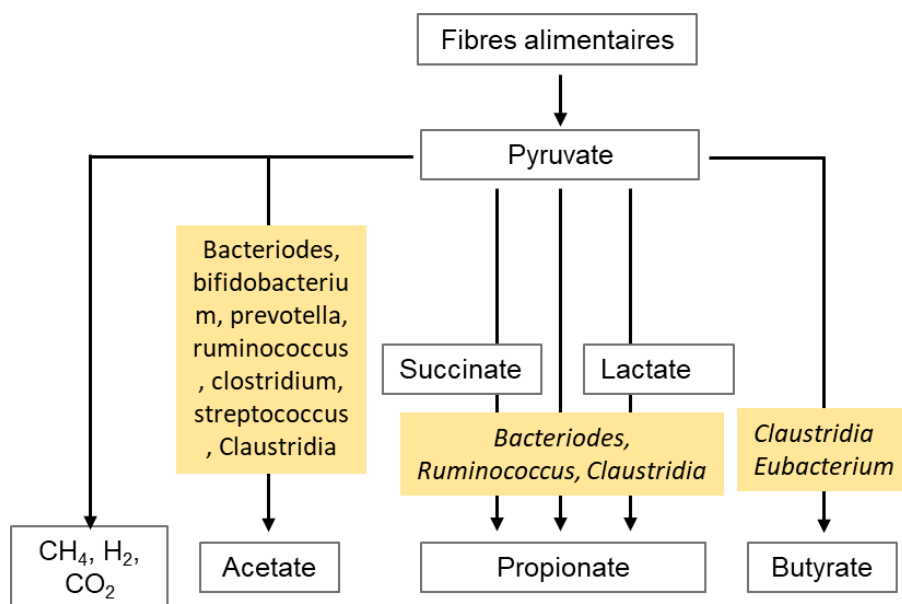 Fibres alimentaires
Pyruvate
Bacteriodes,
bifidobacteriu
m, prevotella,
ruminococcus
, clostridium,
streptococcus
, Claustridia
Succinate
Lactate
Bacteriodes,
Ruminococcus, Claustridia
Claustridia
Eubacterium
CH₄, H₂,
CO₂
Acetate
Propionate
Butyrate